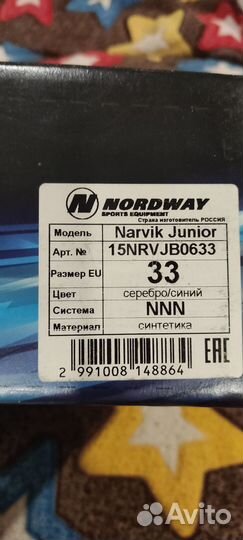 NORDWAY
SPORTS EQUIPMENT
Страна изготовитель РОССИЯ
Модель Narvik Junior
Арт. № 15NRVJB0633
Размер EU 33
Цвет серебро/синий
Система NNN
Материал синтетика
2 991008 148864
EAC
Avito